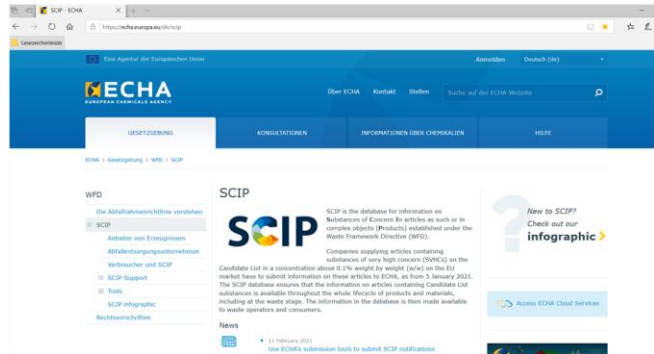 SCIP - ECHA
https://echa.europa.eu/de/scip
Lesezeichenleiste
Eine Agentur der Europäischen Union
Anmelden
Deutsch (de)
ECHA
EUROPEAN CHEMICALS AGENCY
Über ECHA
Kontakt
Stellen
Suche auf der ECHA-Website
GESETZGEBUNG
KONSULTATIONEN
INFORMATIONEN ÜBER CHEMIKALIEN
HILFE
ECHA > Gesetzgebung > WFD > SCIP
WFD
Die Abfallrahmenrichtlinie verstehen
SCIP
Anbieter von Erzeugnissen
Abfallentsorgungsunternehmen
Verbraucher und SCIP
SCIP-Support
Tools
SCIP infographic
Rechtsvorschriften
SCIP
SCIP
SCIP is the database for information on
Substances of Concern In articles as such or in
complex objects (Products) established under the
Waste Framework Directive (WFD).
Companies supplying articles containing
substances of very high concern (SVHCs) on the
Candidate List in a concentration above 0.1% weight by weight (w/w) on the EU
market have to submit information on these articles to ECHA, as from 5 January 2021.
The SCIP database ensures that the information on articles containing Candidate List
substances is available throughout the whole lifecycle of products and materials,
including at the waste stage. The information in the database is then made available
to waste operators and consumers.
News
11 February 2021
Use ECHA's submission tools to submit SCIP notifications
New to SCIP?
Check out our
infographic >
Access ECHA Cloud Services